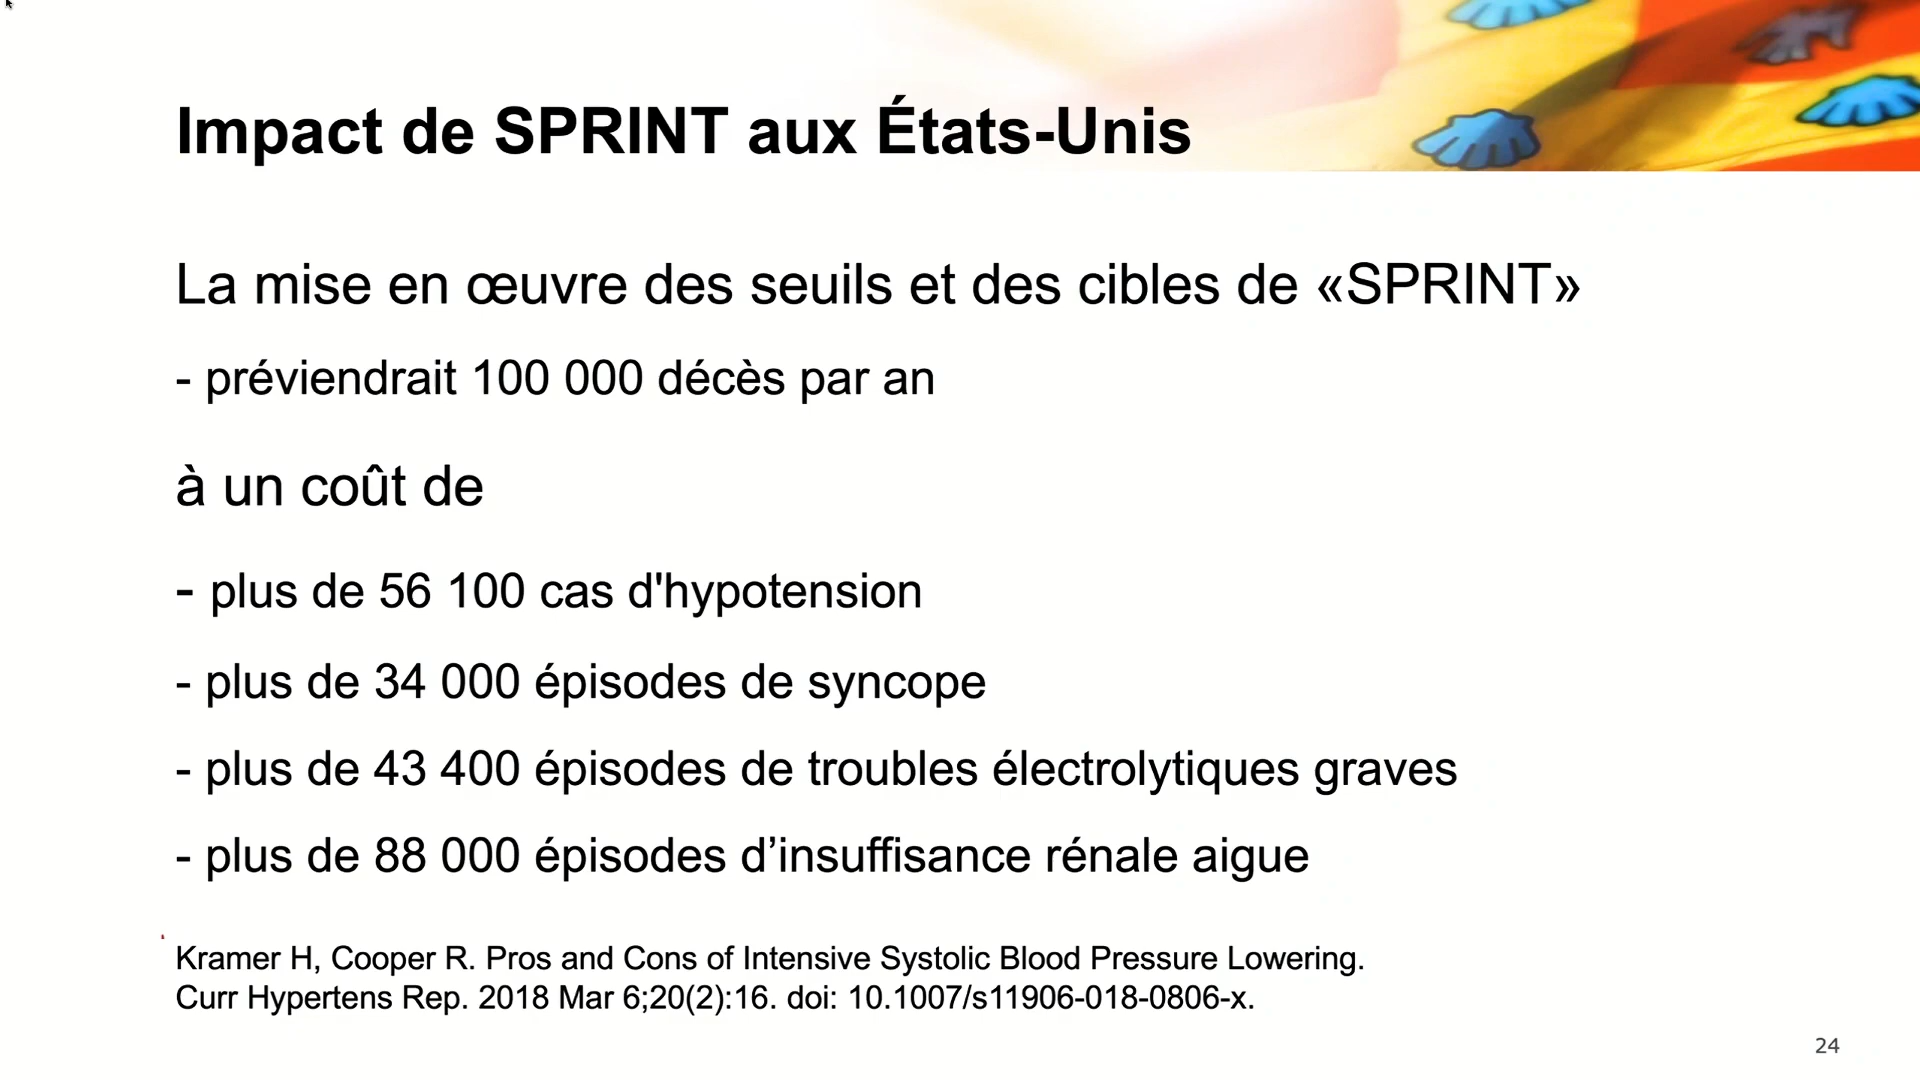 Impact de SPRINT aux États-Unis
La mise en œuvre des seuils et des cibles de «SPRINT»
- préviendrait 100 000 décès par an
à un coût de
- plus de 56 100 cas d'hypotension
- plus de 34 000 épisodes de syncope
- plus de 43 400 épisodes de troubles électrolytiques graves
- plus de 88 000 épisodes d’insuffisance rénale aigue
Kramer H, Cooper R. Pros and Cons of Intensive Systolic Blood Pressure Lowering.
Curr Hypertens Rep. 2018 Mar 6;20(2):16. doi: 10.1007/s11906-018-0806-x.
24